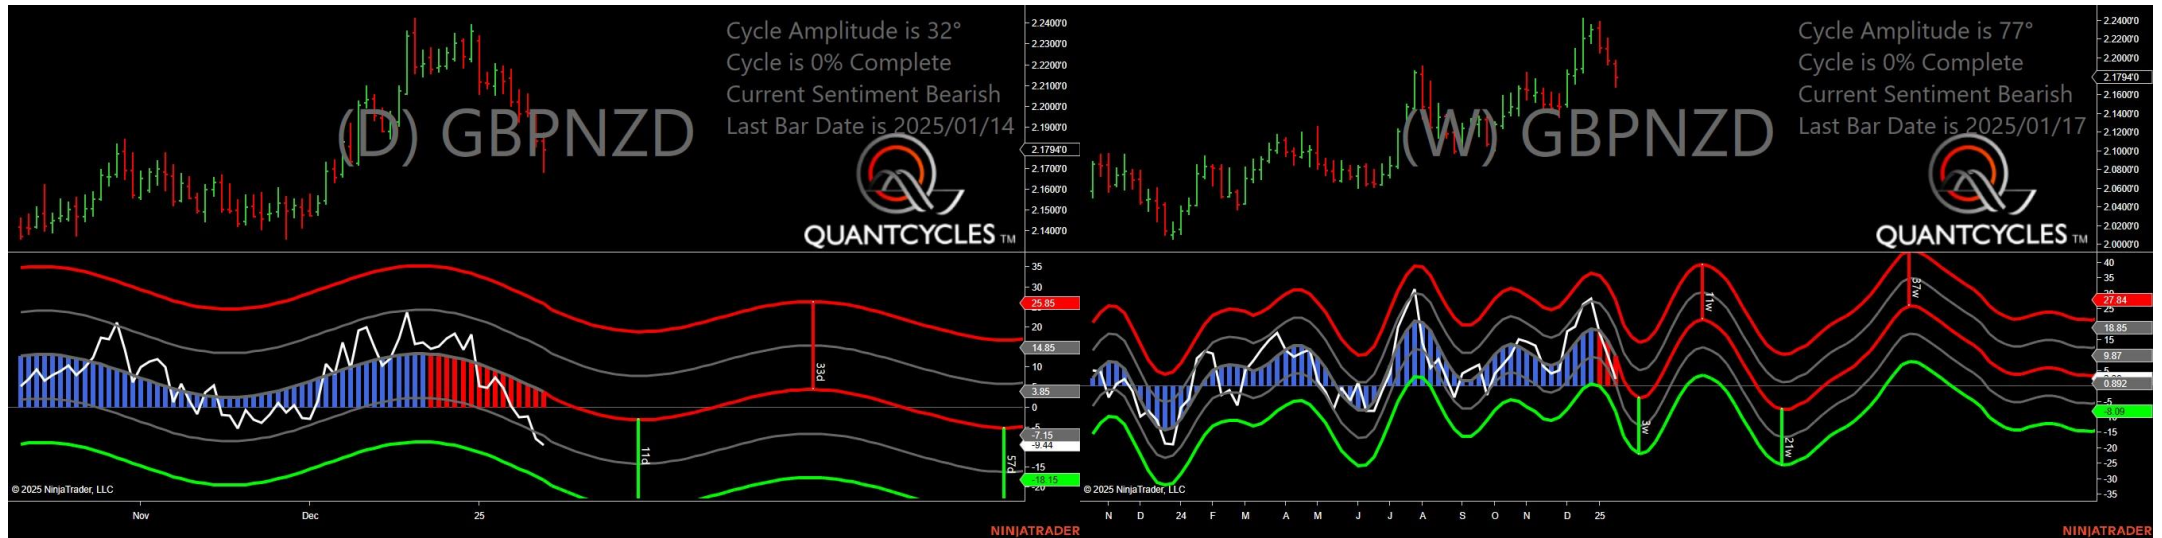 Cycle Amplitude is 32°
Cycle is 0% Complete
Current Sentiment Bearish
Last Bar Date is 2025/01/14
(D) GBPNZD
QUANTCYCLES TM
2.2400'0
2.2300'0
2.2200'0
2.2100'0
2.2000'0
2.1900'0
2.1794'0
2.1700'0
2.1600'0
2.1500'0
2.1400'0
35
30
25.85
20
14.85
10
3.85
0
-5
-7.15
-9.44
-15
-18.15
-20
33d
11d
57d
© 2025 NinjaTrader, LLC
Nov
Dec
25
NINJATRADER
Cycle Amplitude is 77°
Cycle is 0% Complete
Current Sentiment Bearish
Last Bar Date is 2025/01/17
(W) GBPNZD
QUANTCYCLES TM
2.2400'0
2.2200'0
2.2000'0
2.1794'0
2.1600'0
2.1400'0
2.1200'0
2.1000'0
2.0800'0
2.0600'0
2.0400'0
2.0200'0
2.0000'0
40
35
27.84
25
18.85
15
9.87
5
0.892
-5
-8.09
-15
-20
-25
-30
-35
11w
37w
3w
21w
© 2025 NinjaTrader, LLC
N D 24 F M A M J J A S O N D 25
NINJATRADER